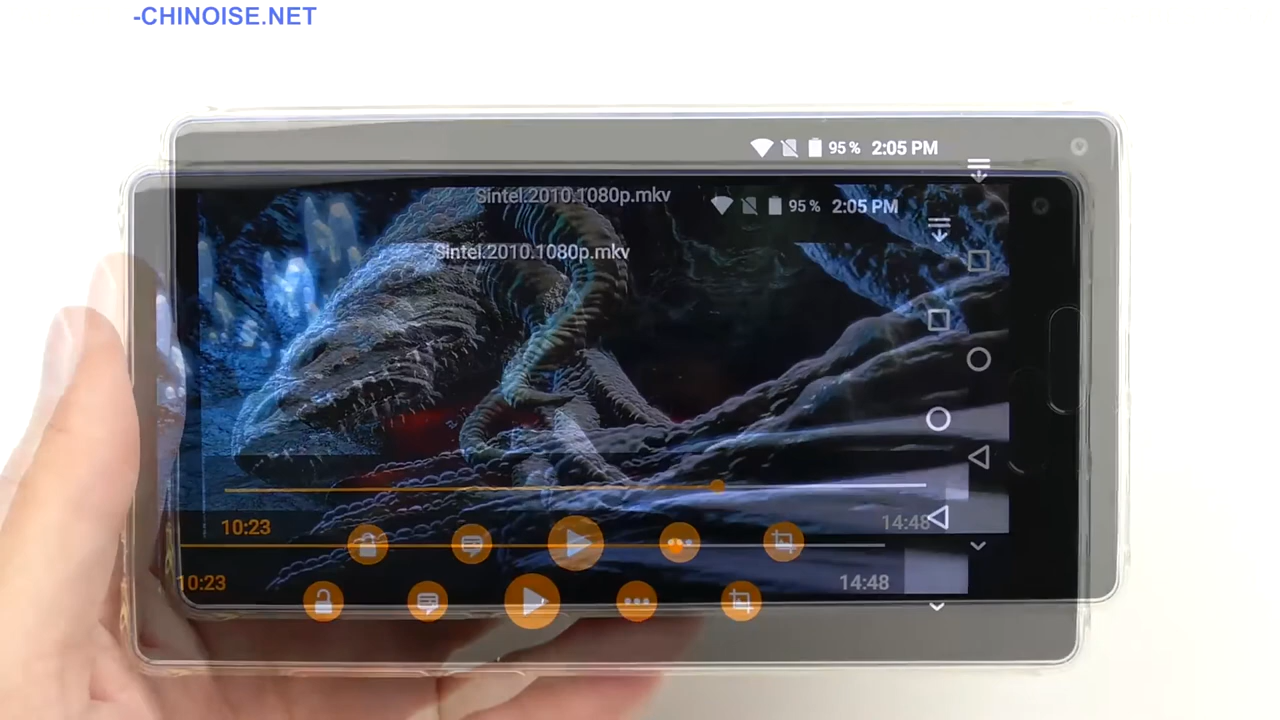 -CHINOISE.NET
95 % 2:05 PM
Sintel.2010.1080p.mkv
95 % 2:05 PM
Sintel.2010.1080p.mkv
10:23
14:48
10:23
14:48